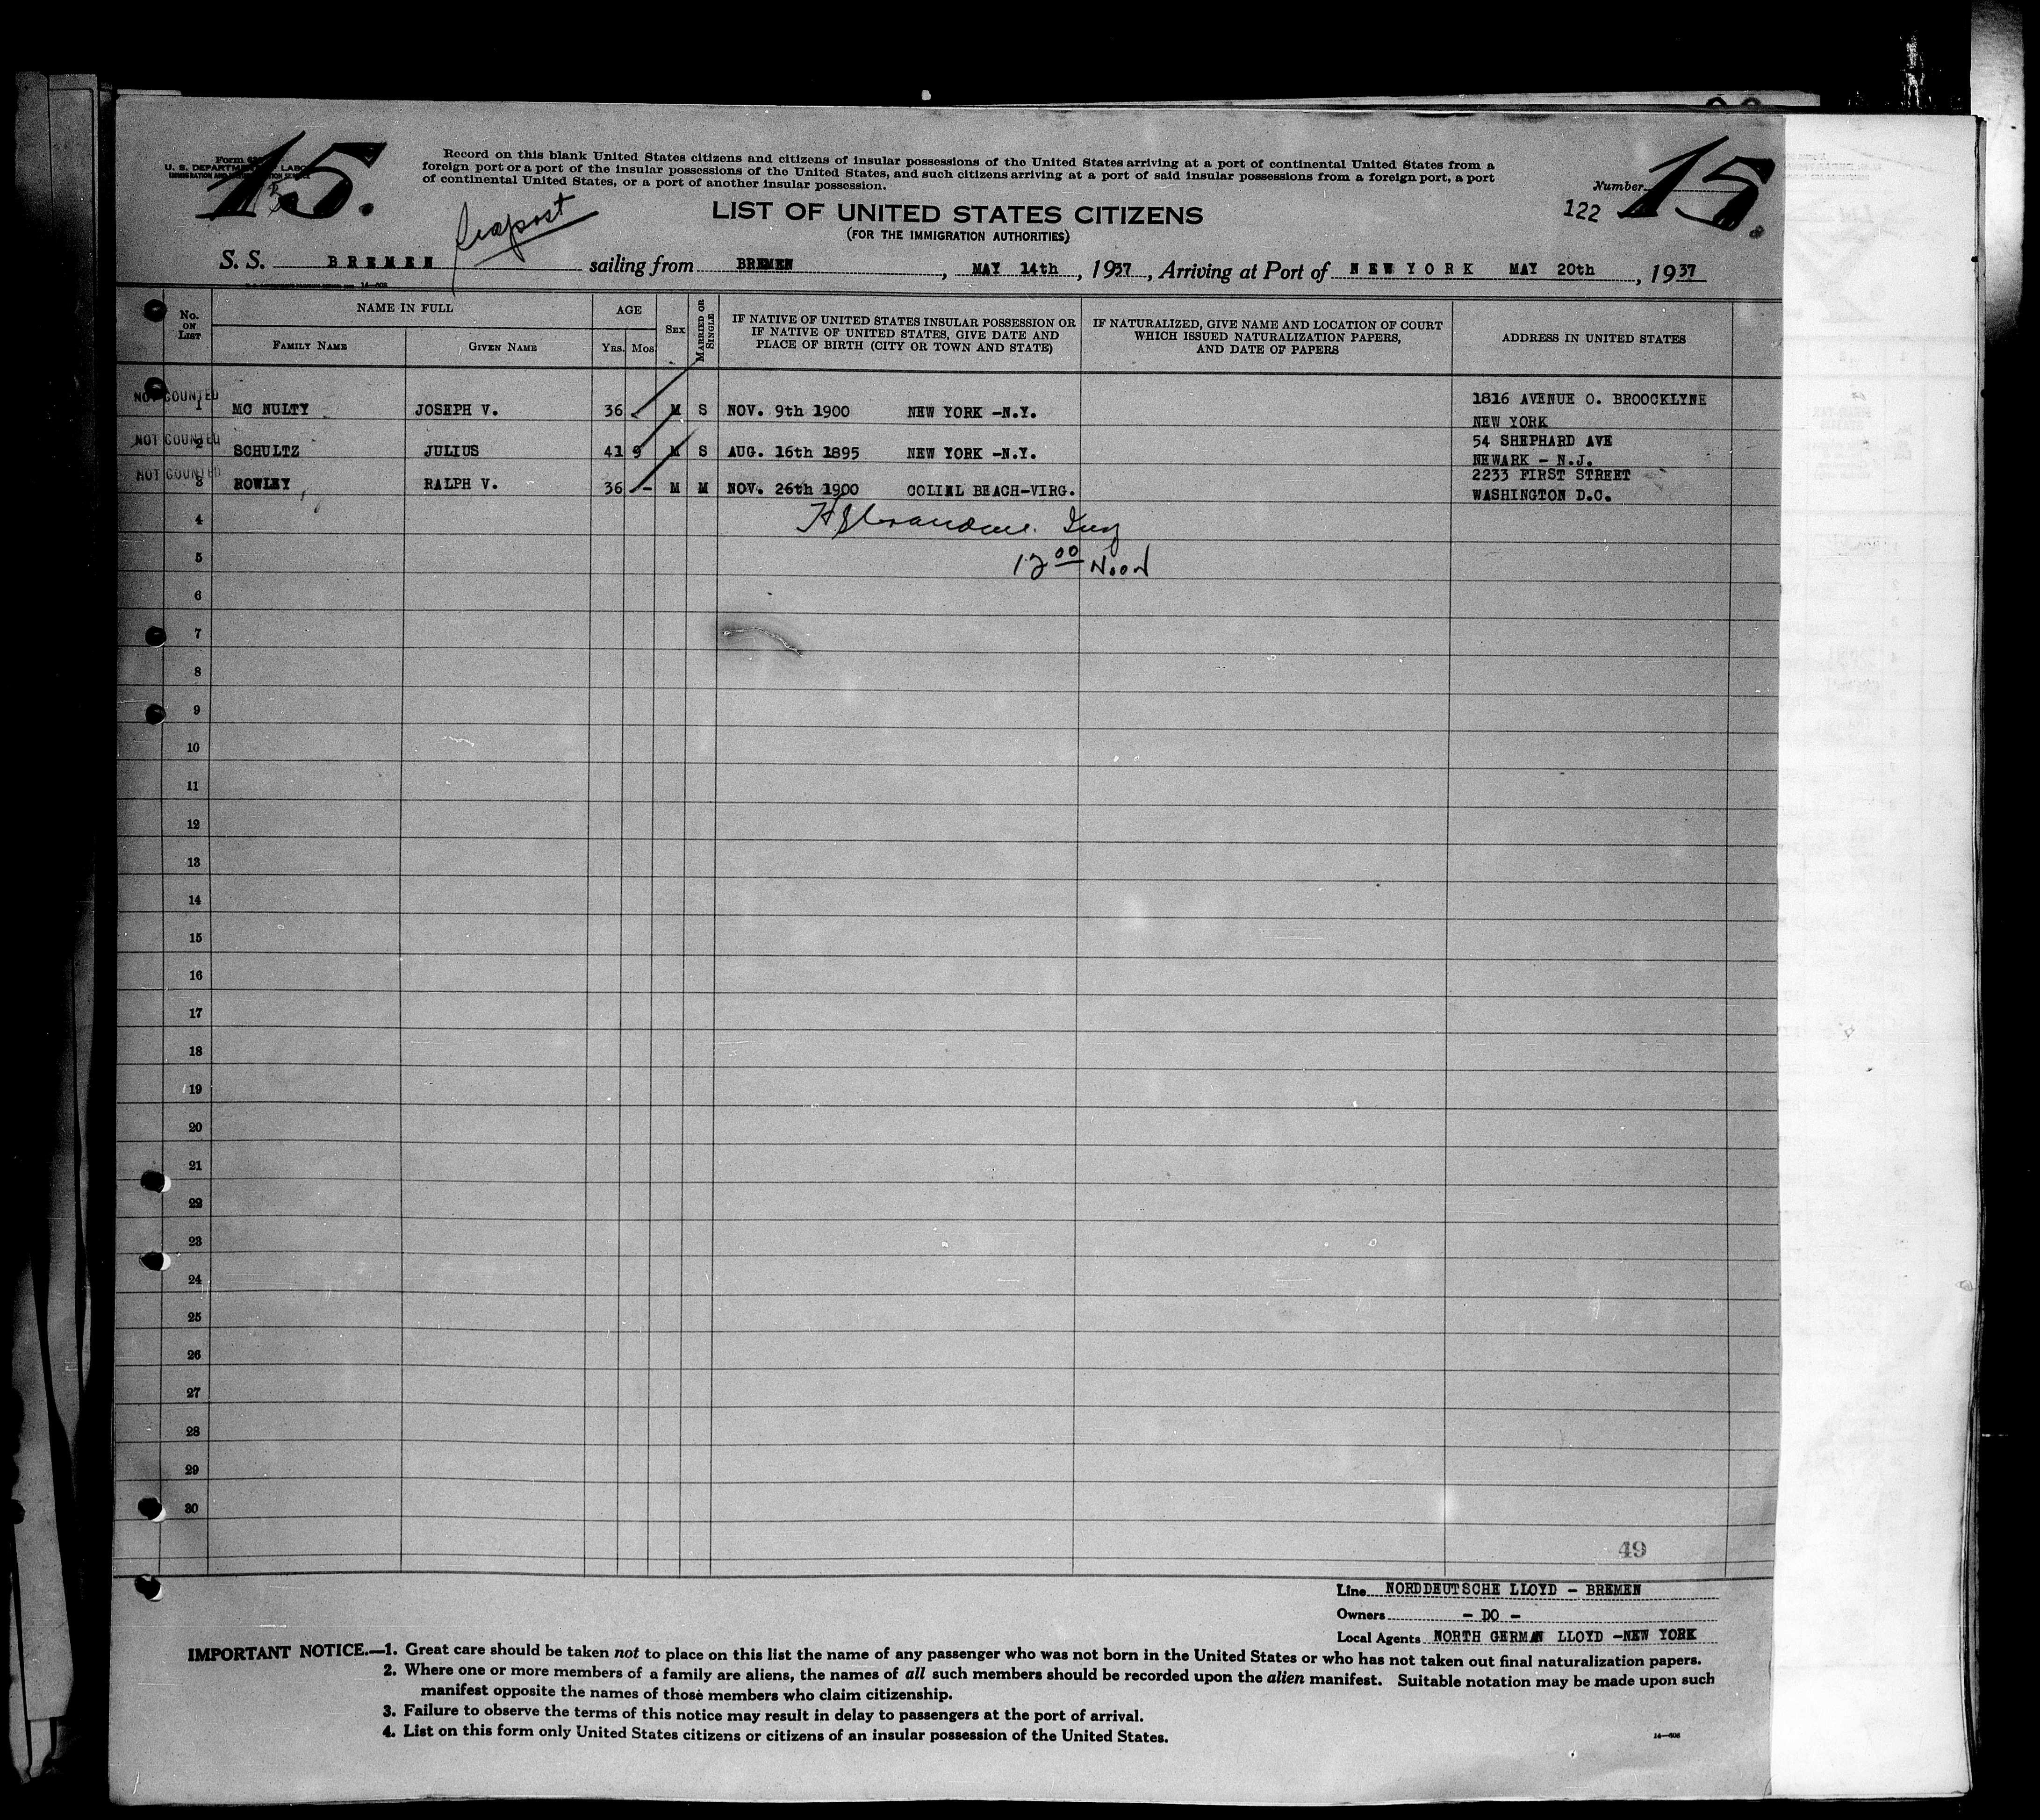 15.
Form
U. S. DEPARTMENT LABOR
IMMIGRATION AND SERVICE
Record on this blank United States citizens and citizens of insular possessions of the United States arriving at a port of continental United States from a
foreign port or a port of the insular possessions of the United States, and such citizens arriving at a port of said insular possessions from a foreign port, a port
of continental United States, or a port of another insular possession.
Number 15.
122
Seapost
LIST OF UNITED STATES CITIZENS
(FOR THE IMMIGRATION AUTHORITIES)
S. S. BREMEN sailing from BREMEN, MAY 14th, 1937, Arriving at Port of NEW YORK MAY 20th, 1937
14—606
No. ON LIST
NAME IN FULL
FAMILY NAME
GIVEN NAME
AGE
Yrs. Mos.
SEX
MARRIED OR SINGLE
IF NATIVE OF UNITED STATES INSULAR POSSESSION OR
IF NATIVE OF UNITED STATES, GIVE DATE AND
PLACE OF BIRTH (CITY OR TOWN AND STATE)
IF NATURALIZED, GIVE NAME AND LOCATION OF COURT
WHICH ISSUED NATURALIZATION PAPERS,
AND DATE OF PAPERS
ADDRESS IN UNITED STATES
NOT COUNTED
1 MC NULTY JOSEPH V. 36 M S NOV. 9th 1900 NEW YORK -N.Y. 1816 AVENUE O. BROOCKLYNE
NEW YORK
NOT COUNTED
2 SCHULTZ JULIUS 41 9 M S AUG. 16th 1895 NEW YORK -N.Y. 54 SHEPHARD AVE
NEWARK - N.J.
NOT COUNTED
3 ROWLEY, RALPH V. 36 - M M NOV. 26th 1900 COLINL BEACH-VIRG. 2233 FIRST STREET
WASHINGTON D.C.
4
5 12 00 Noon
6
7
8
9
10
11
12
13
14
15
16
17
18
19
20
21
22
23
24
25
26
27
28
29
30
49
Line NORDDEUTSCHE LLOYD - BREMEN
Owners - DO -
Local Agents NORTH GERMAN LLOYD -NEW YORK
IMPORTANT NOTICE.—1. Great care should be taken not to place on this list the name of any passenger who was not born in the United States or who has not taken out final naturalization papers.
2. Where one or more members of a family are aliens, the names of all such members should be recorded upon the alien manifest. Suitable notation may be made upon such
manifest opposite the names of those members who claim citizenship.
3. Failure to observe the terms of this notice may result in delay to passengers at the port of arrival.
4. List on this form only United States citizens or citizens of an insular possession of the United States.
14—606